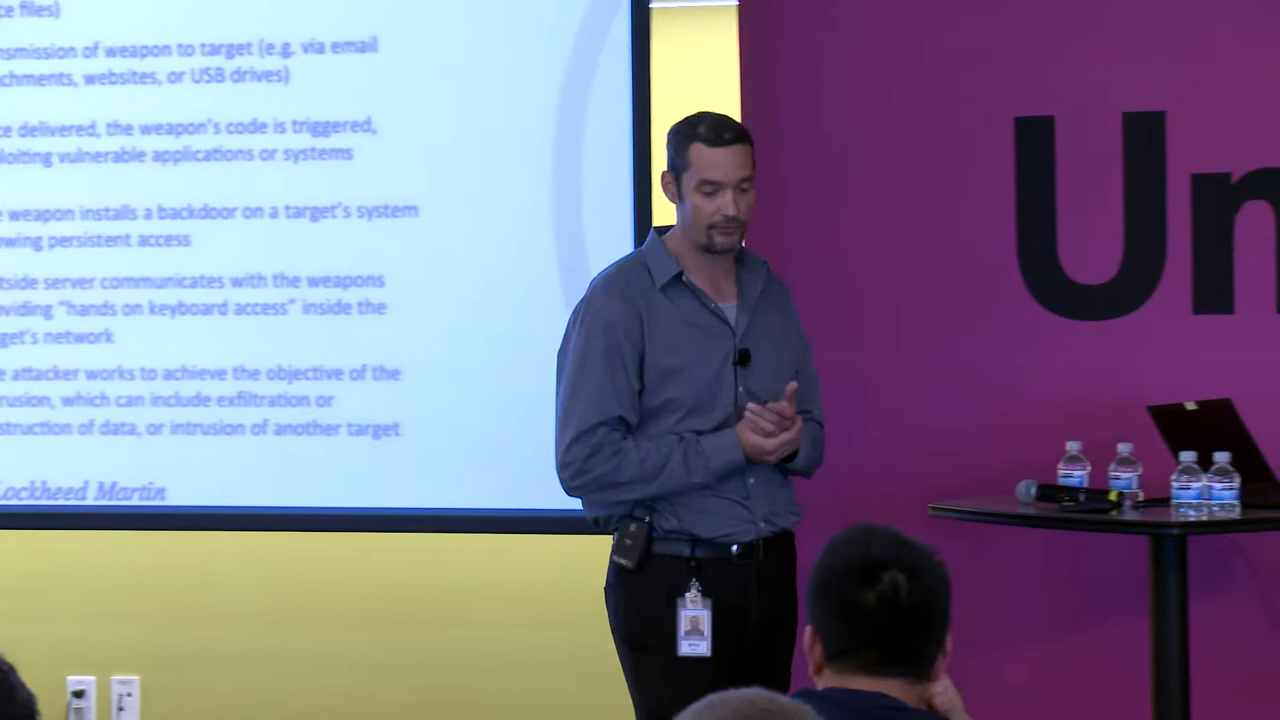 ce files)
nsmission of weapon to target (e.g. via email
chments, websites, or USB drives)
ce delivered, the weapon's code is triggered,
loiting vulnerable applications or systems
e weapon installs a backdoor on a target's system
owing persistent access
tside server communicates with the weapons
oviding "hands on keyboard access" inside the
get's network
e attacker works to achieve the objective of the
rusion, which can include exfiltration or
struction of data, or intrusion of another target
Lockheed Martin
Un